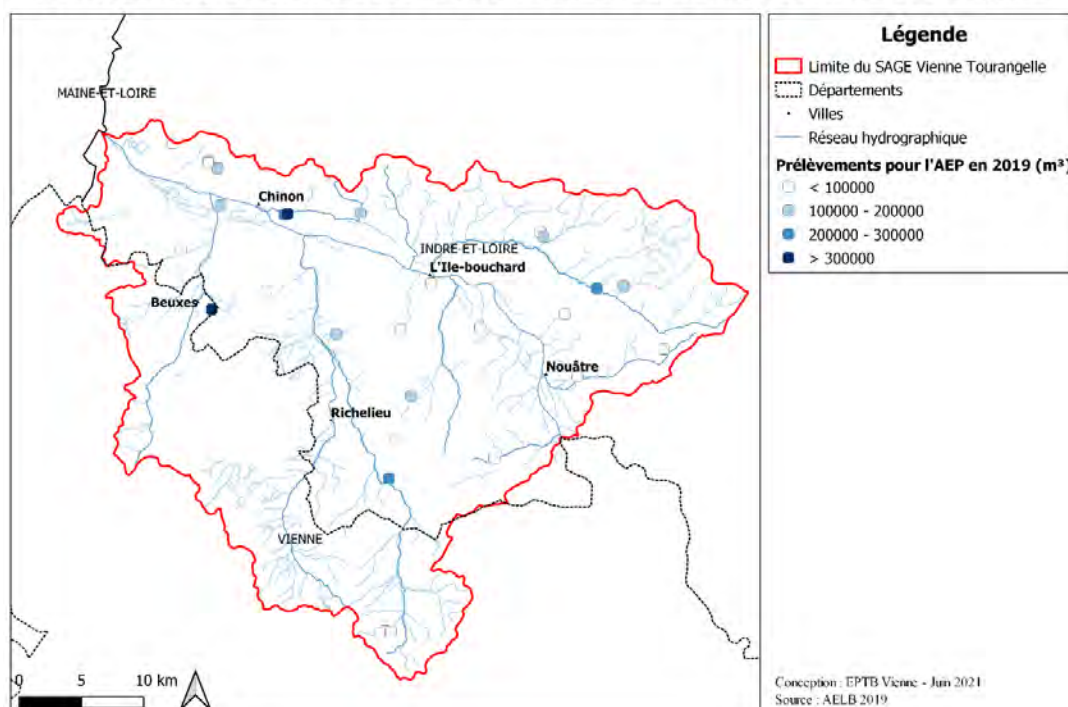 Légende
Limite du SAGE Vienne Tourangelle
Départements
Villes
Réseau hydrographique
Prélèvements pour l'AEP en 2019 (m³)
< 100000
100000 - 200000
200000 - 300000
> 300000
MAINE-ET-LOIRE
Chinon
INDRE-ET-LOIRE
L'Ile-bouchard
Beuxes
Nouâtre
Richelieu
VIENNE
0 5 10 km
Conception : EPTB Vienne - Juin 2021
Source : AELB 2019